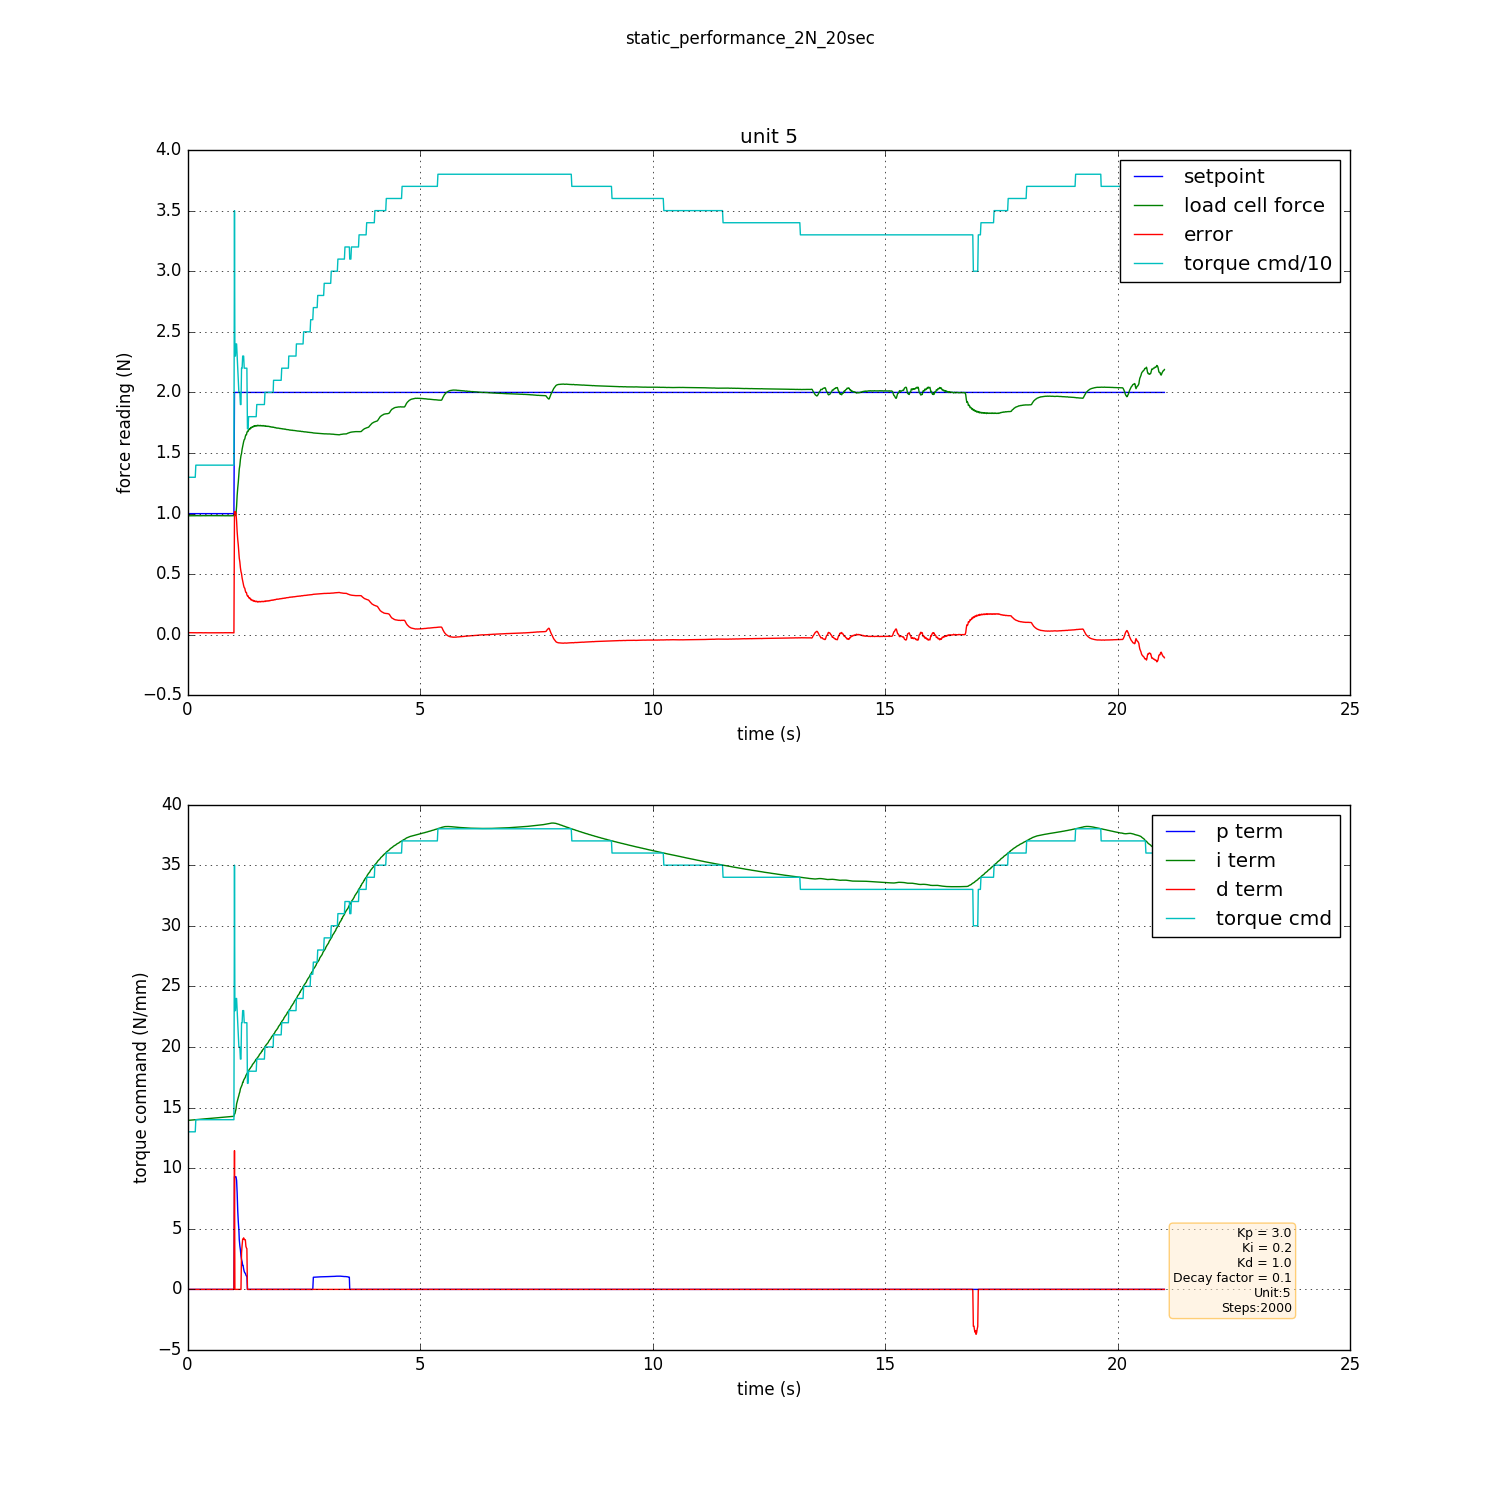 static_performance_2N_20sec
unit 5
4.0
3.5
3.0
2.5
2.0
1.5
1.0
0.5
0.0
−0.5
force reading (N)
setpoint
load cell force
error
torque cmd/10
0 5 10 15 20 25
time (s)
40
35
30
25
20
15
10
5
0
−5
torque command (N/mm)
p term
i term
d term
torque cmd
Kp = 3.0
Ki = 0.2
Kd = 1.0
Decay factor = 0.1
Unit:5
Steps:2000
0 5 10 15 20 25
time (s)